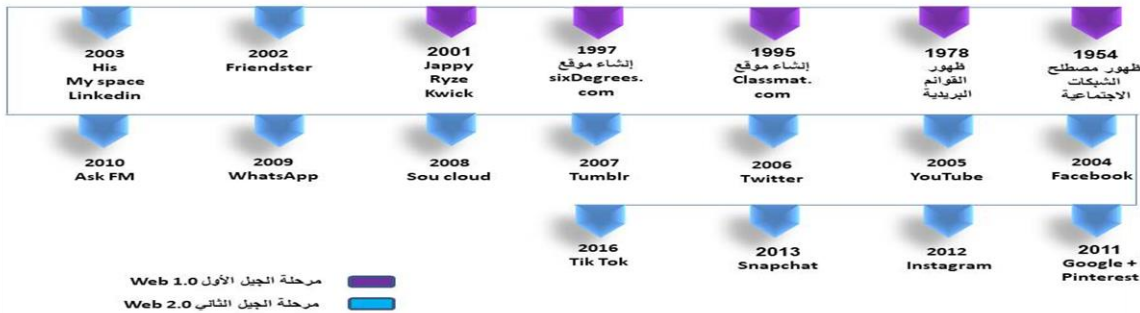 1954
ظهور مصطلح
الشبكات
الاجتماعية
1978
ظهور
القوائم
البريدية
1995
إنشاء موقع
Classmat.
com
1997
إنشاء موقع
sixDegrees.
com
2001
Jappy
Ryze
Kwick
2002
Friendster
2003
His
My space
Linkedin
2004
Facebook
2005
YouTube
2006
Twitter
2007
Tumblr
2008
Sou cloud
2009
WhatsApp
2010
Ask FM
2011
Google +
Pinterest
2012
Instagram
2013
Snapchat
2016
Tik Tok
مرحلة الجيل الأول Web 1.0
مرحلة الجيل الثاني Web 2.0